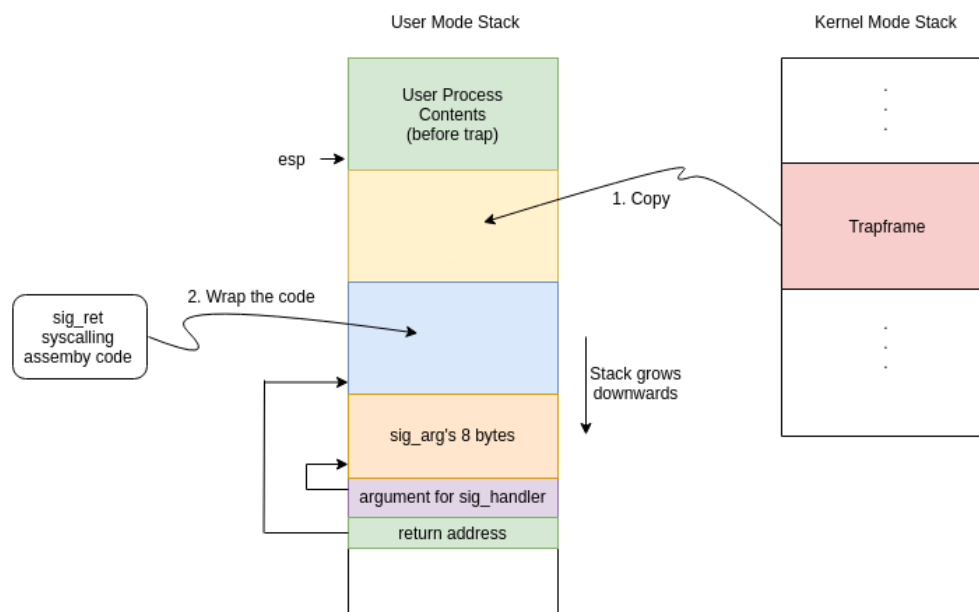 User Mode Stack
Kernel Mode Stack
User Process
Contents
(before trap)
.
.
.
esp
1. Copy
Trapframe
2. Wrap the code
sig_ret
syscalling
assemby code
.
.
.
Stack grows
downwards
sig_arg's 8 bytes
argument for sig_handler
return address